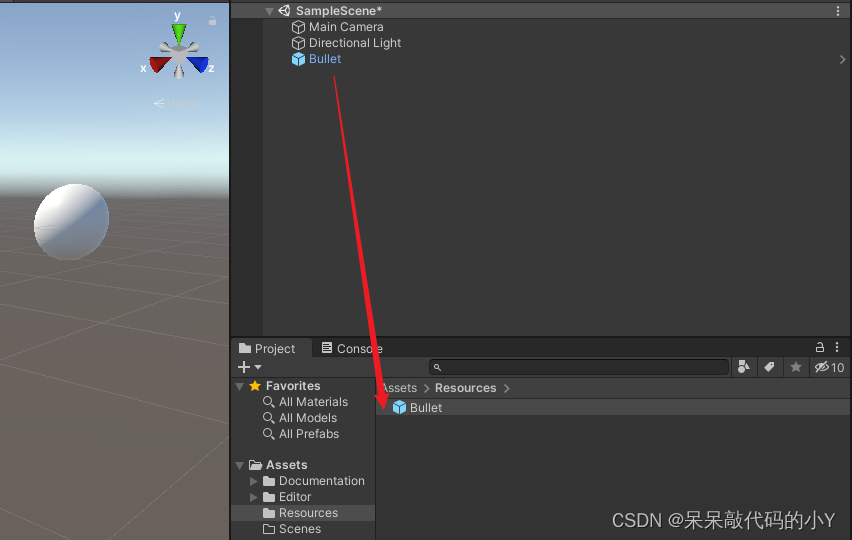 y
x
z
SampleScene*
Main Camera
Directional Light
Bullet
Project
Console
10
Favorites
All Materials
All Models
All Prefabs
Assets
Documentation
Editor
Resources
Scenes
Assets > Resources >
Bullet
CSDN @呆呆敲代码的小Y